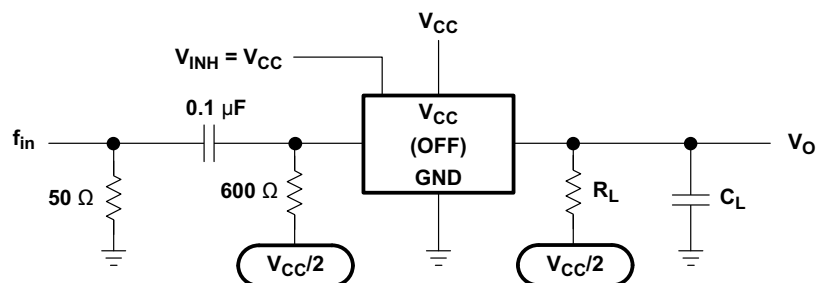 V_CC
V_INH = V_CC
0.1 µF
V_CC
f_in
(OFF)
V_O
GND
50 Ω
600 Ω
R_L
C_L
V_CC/2
V_CC/2